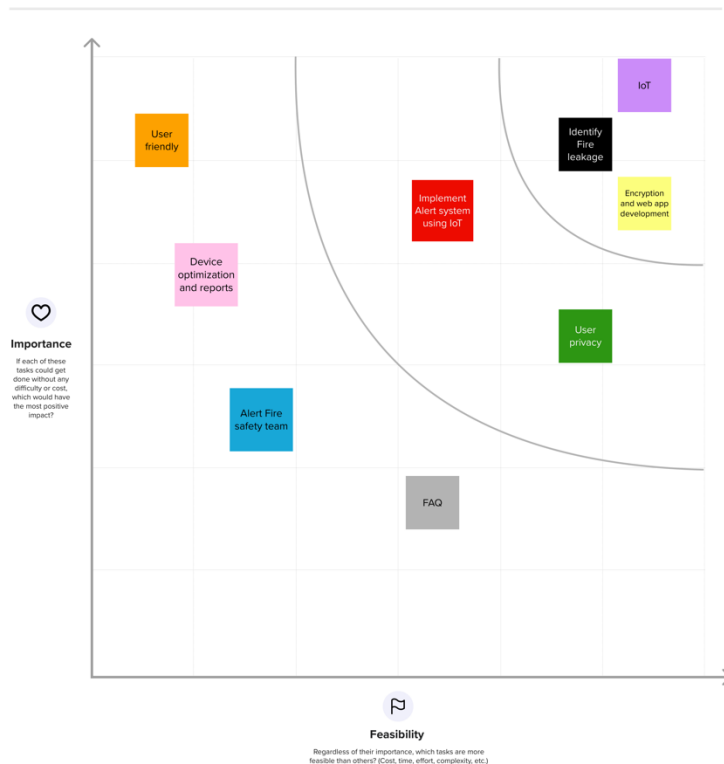 IoT
User
friendly
Identify
Fire
leakage
Implement
Alert system
using IoT
Encryption
and web app
development
Device
optimization
and reports
User
privacy
Importance
If each of these
tasks could get
done without any
difficulty or cost,
which would have
the most positive
impact?
Alert Fire
safety team
FAQ
Feasibility
Regardless of their importance, which tasks are more
feasible than others? (Cost, time, effort, complexity, etc.)